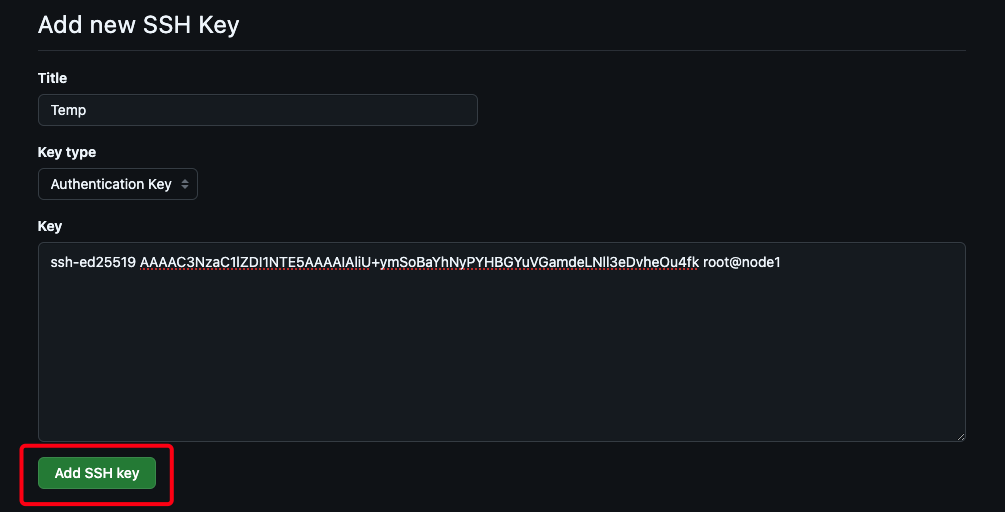 Add new SSH Key
Title
Temp
Key type
Authentication Key
Key
ssh-ed25519 AAAAC3NzaC1lZDI1NTE5AAAAIAliU+ymSoBaYhNyPYHBGYuVGamdeLNll3eDvheOu4fk root@node1
Add SSH key